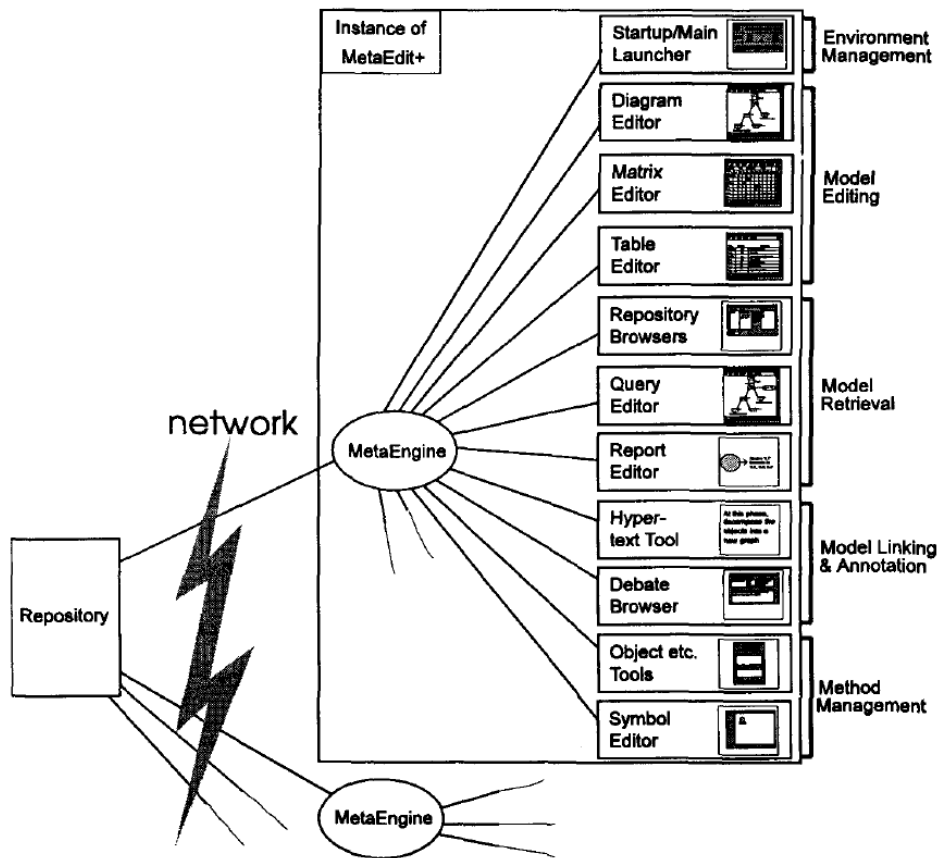 Instance of
MetaEdit+
Startup/Main
Launcher
Environment
Management
Diagram
Editor
Matrix
Editor
Model
Editing
Table
Editor
Repository
Browsers
Query
Editor
Model
Retrieval
network
MetaEngine
Report
Editor
Hyper-
text Tool
At this phase,
decompose the
objects into a
new graph
Model Linking
& Annotation
Repository
Debate
Browser
Object etc.
Tools
Method
Management
Symbol
Editor
MetaEngine